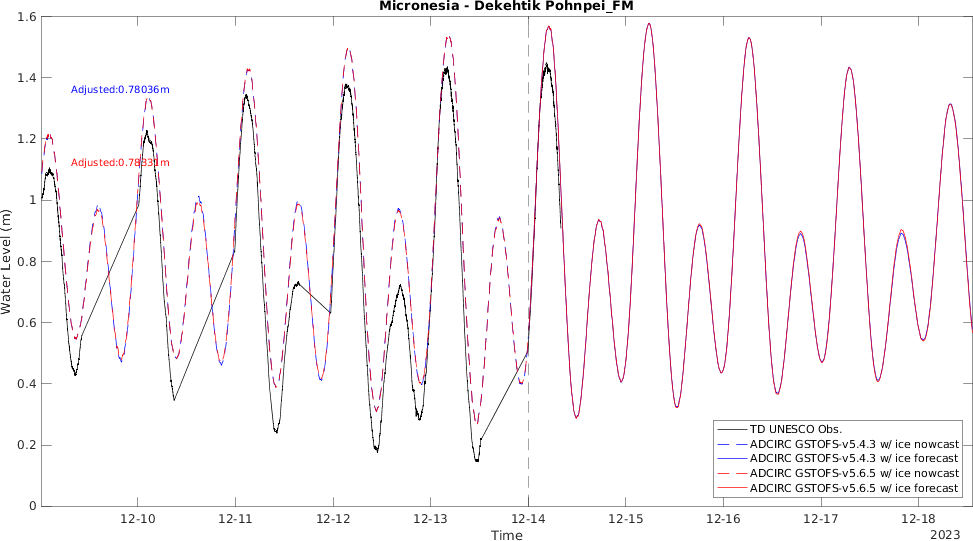 Micronesia - Dekehtik Pohnpei_FM
1.6
1.4
1.2
1
0.8
0.6
0.4
0.2
0
Water Level (m)
Adjusted:0.78036m
Adjusted:0.78331m
TD UNESCO Obs.
ADCIRC GSTOFS-v5.4.3 w/ ice nowcast
ADCIRC GSTOFS-v5.4.3 w/ ice forecast
ADCIRC GSTOFS-v5.6.5 w/ ice nowcast
ADCIRC GSTOFS-v5.6.5 w/ ice forecast
12-10 12-11 12-12 12-13 12-14 12-15 12-16 12-17 12-18
Time
2023